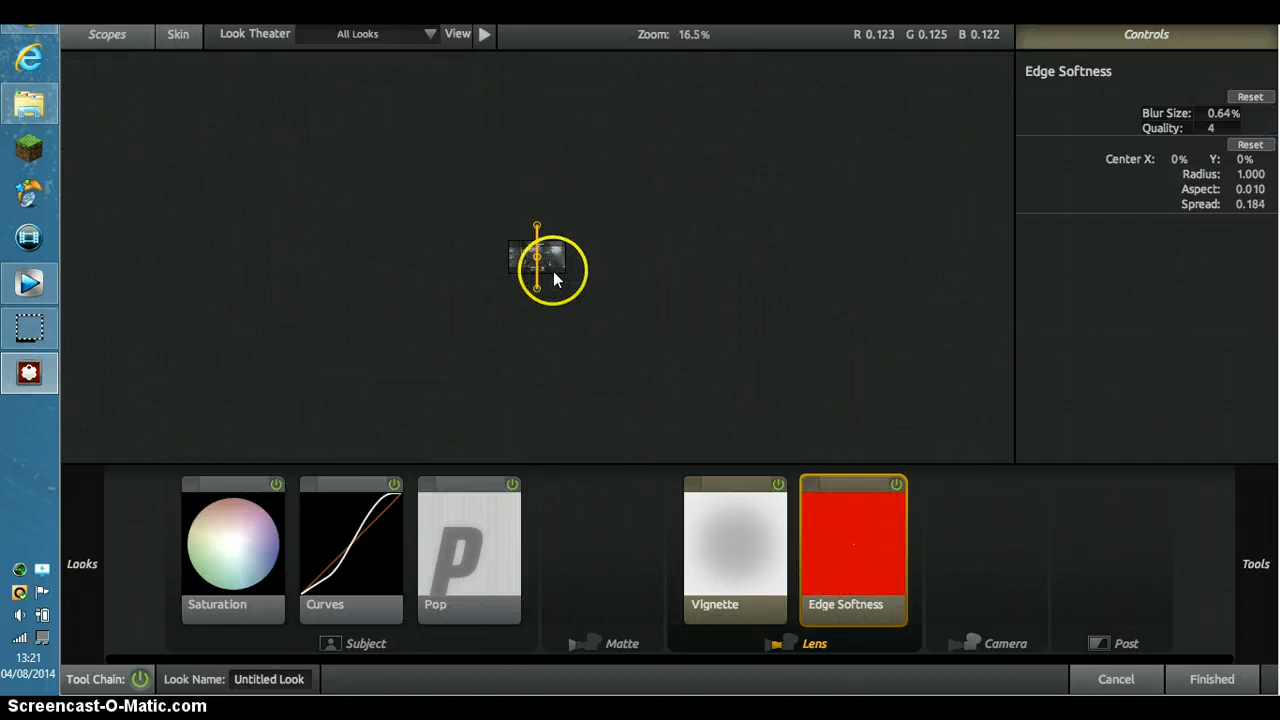 Scopes Skin Look Theater All Looks View Zoom: 16.5% R 0.123 G 0.125 B 0.122 Controls
Edge Softness
Reset
Blur Size: 0.64%
Quality: 4
Reset
Center X: 0% Y: 0%
Radius: 1.000
Aspect: 0.010
Spread: 0.184
Looks
P
Tools
Saturation Curves Pop Vignette Edge Softness
Subject Matte Lens Camera Post
13:21
04/08/2014
Tool Chain: Look Name: Untitled Look Cancel Finished
Screencast-O-Matic.com